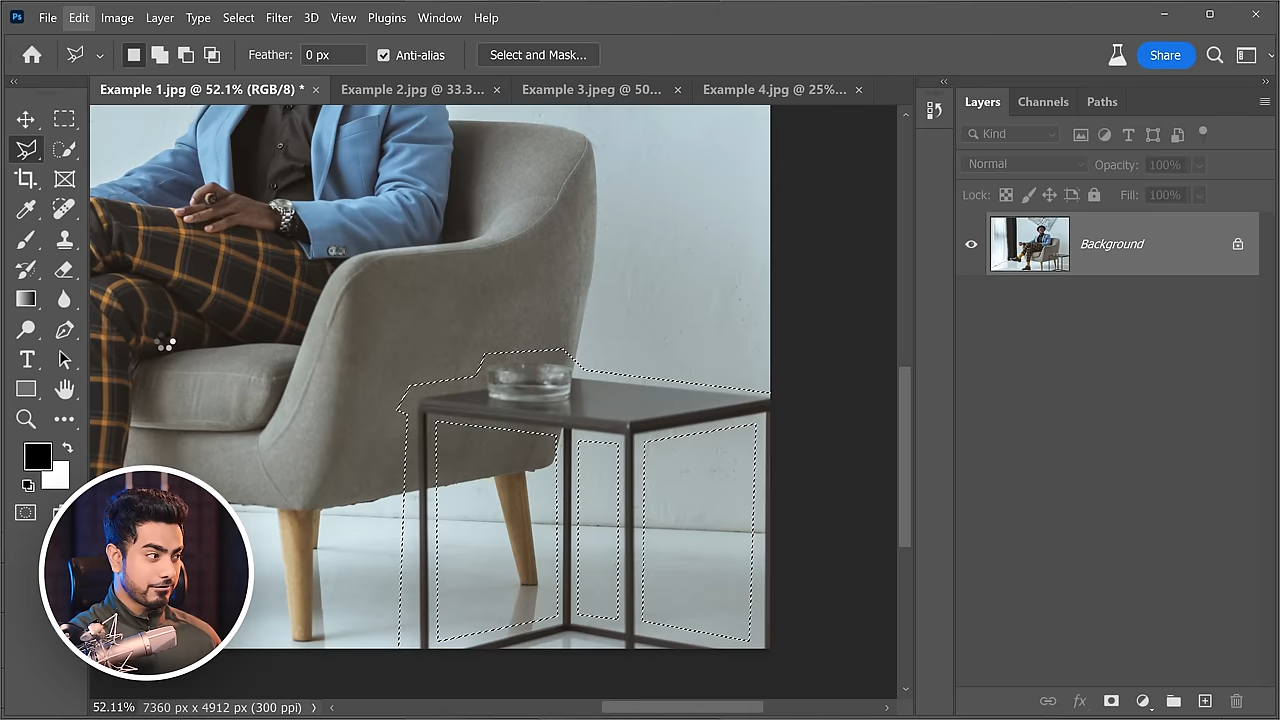 Ps File Edit Image Layer Type Select Filter 3D View Plugins Window Help
Feather: 0 px Anti-alias Select and Mask... Share
Example 1.jpg @ 52.1% (RGB/8) * × Example 2.jpg @ 33.3... × Example 3.jpeg @ 50... × Example 4.jpg @ 25%... ×
Layers Channels Paths
Kind
Normal Opacity: 100%
Lock: Fill: 100%
Background
52.11% 7360 px x 4912 px (300 ppi)